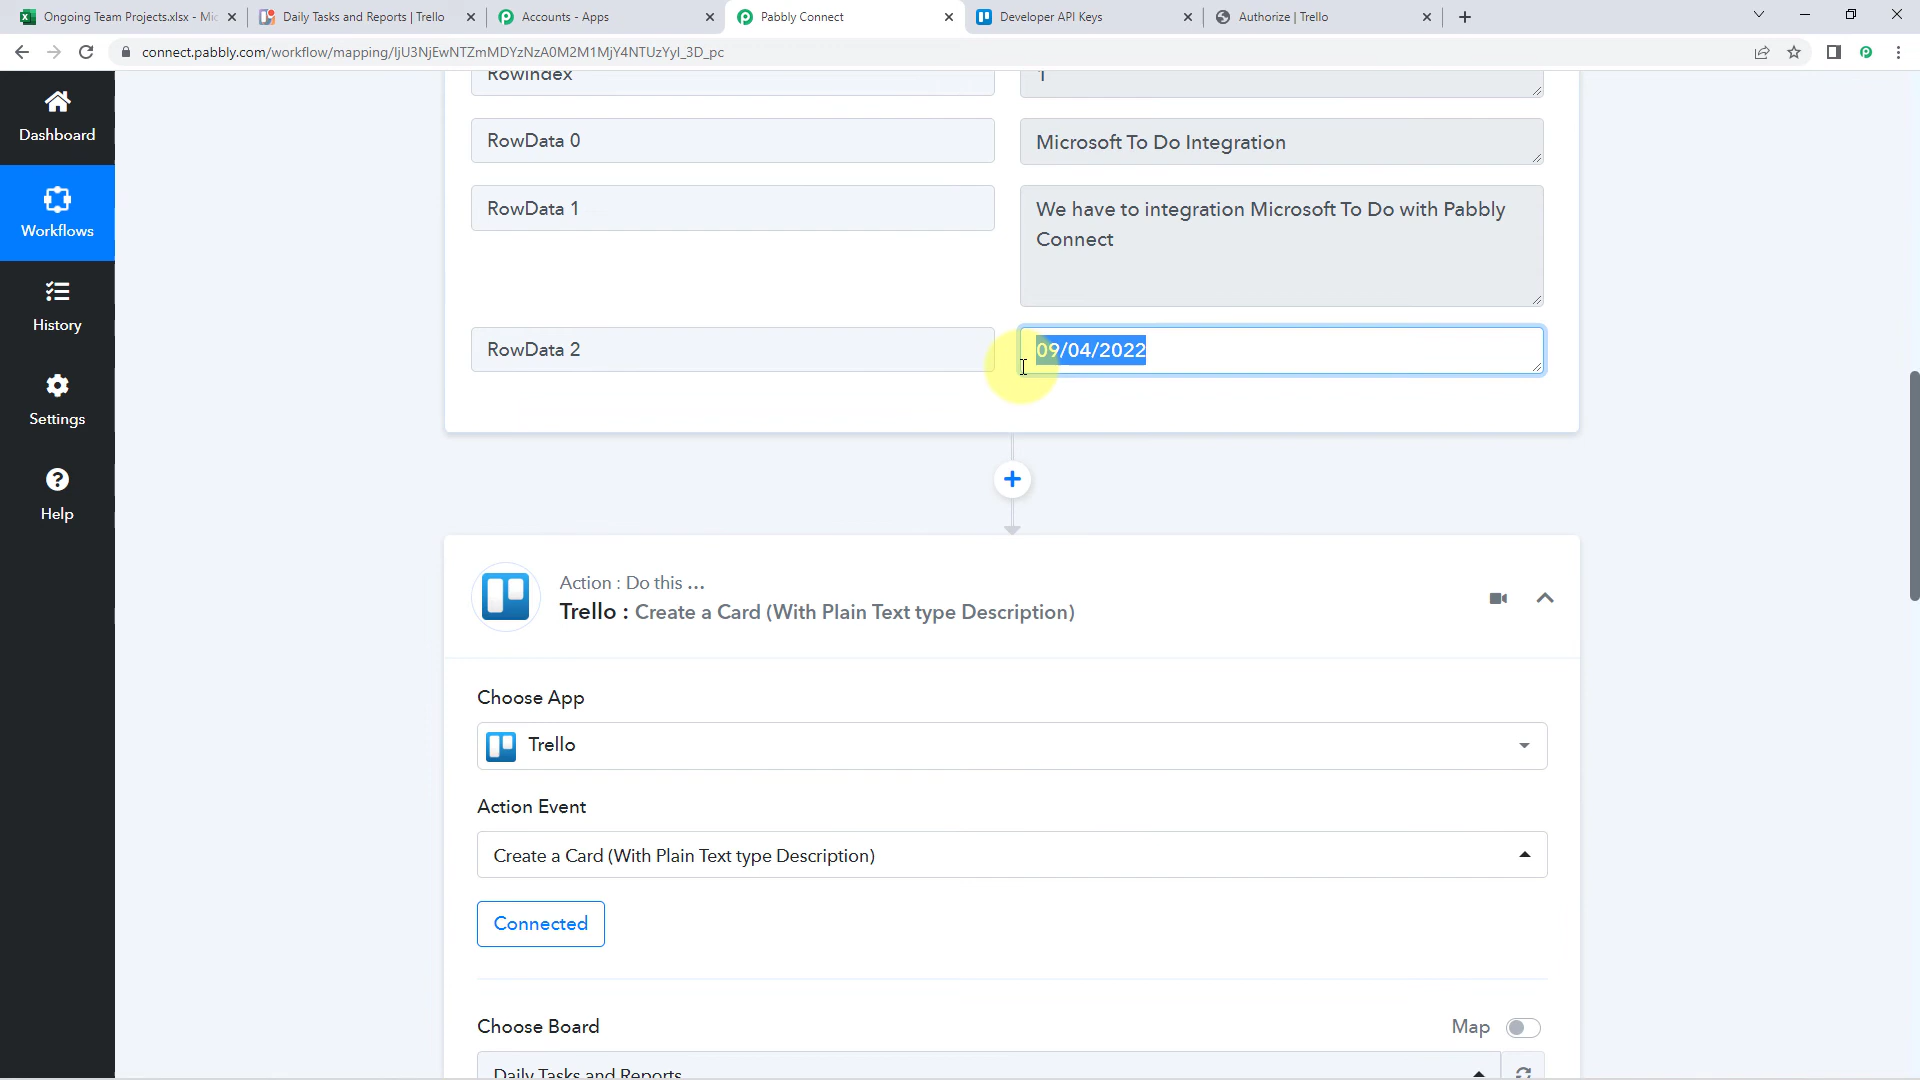 Ongoing Team Projects.xlsx - Mic
Daily Tasks and Reports | Trello
Accounts - Apps
Pabbly Connect
Developer API Keys
Authorize | Trello
connect.pabbly.com/workflow/mapping/IjU3NjEwNTZmMDYzNzA0M2M1MjY4NTUzYyI_3D_pc
Dashboard
Workflows
History
Settings
Help
RowIndex
1
RowData 0
Microsoft To Do Integration
RowData 1
We have to integration Microsoft To Do with Pabbly
Connect
RowData 2
09/04/2022
Action : Do this ...
Trello : Create a Card (With Plain Text type Description)
Choose App
Trello
Action Event
Create a Card (With Plain Text type Description)
Connected
Choose Board
Map
Daily Tasks and Reports